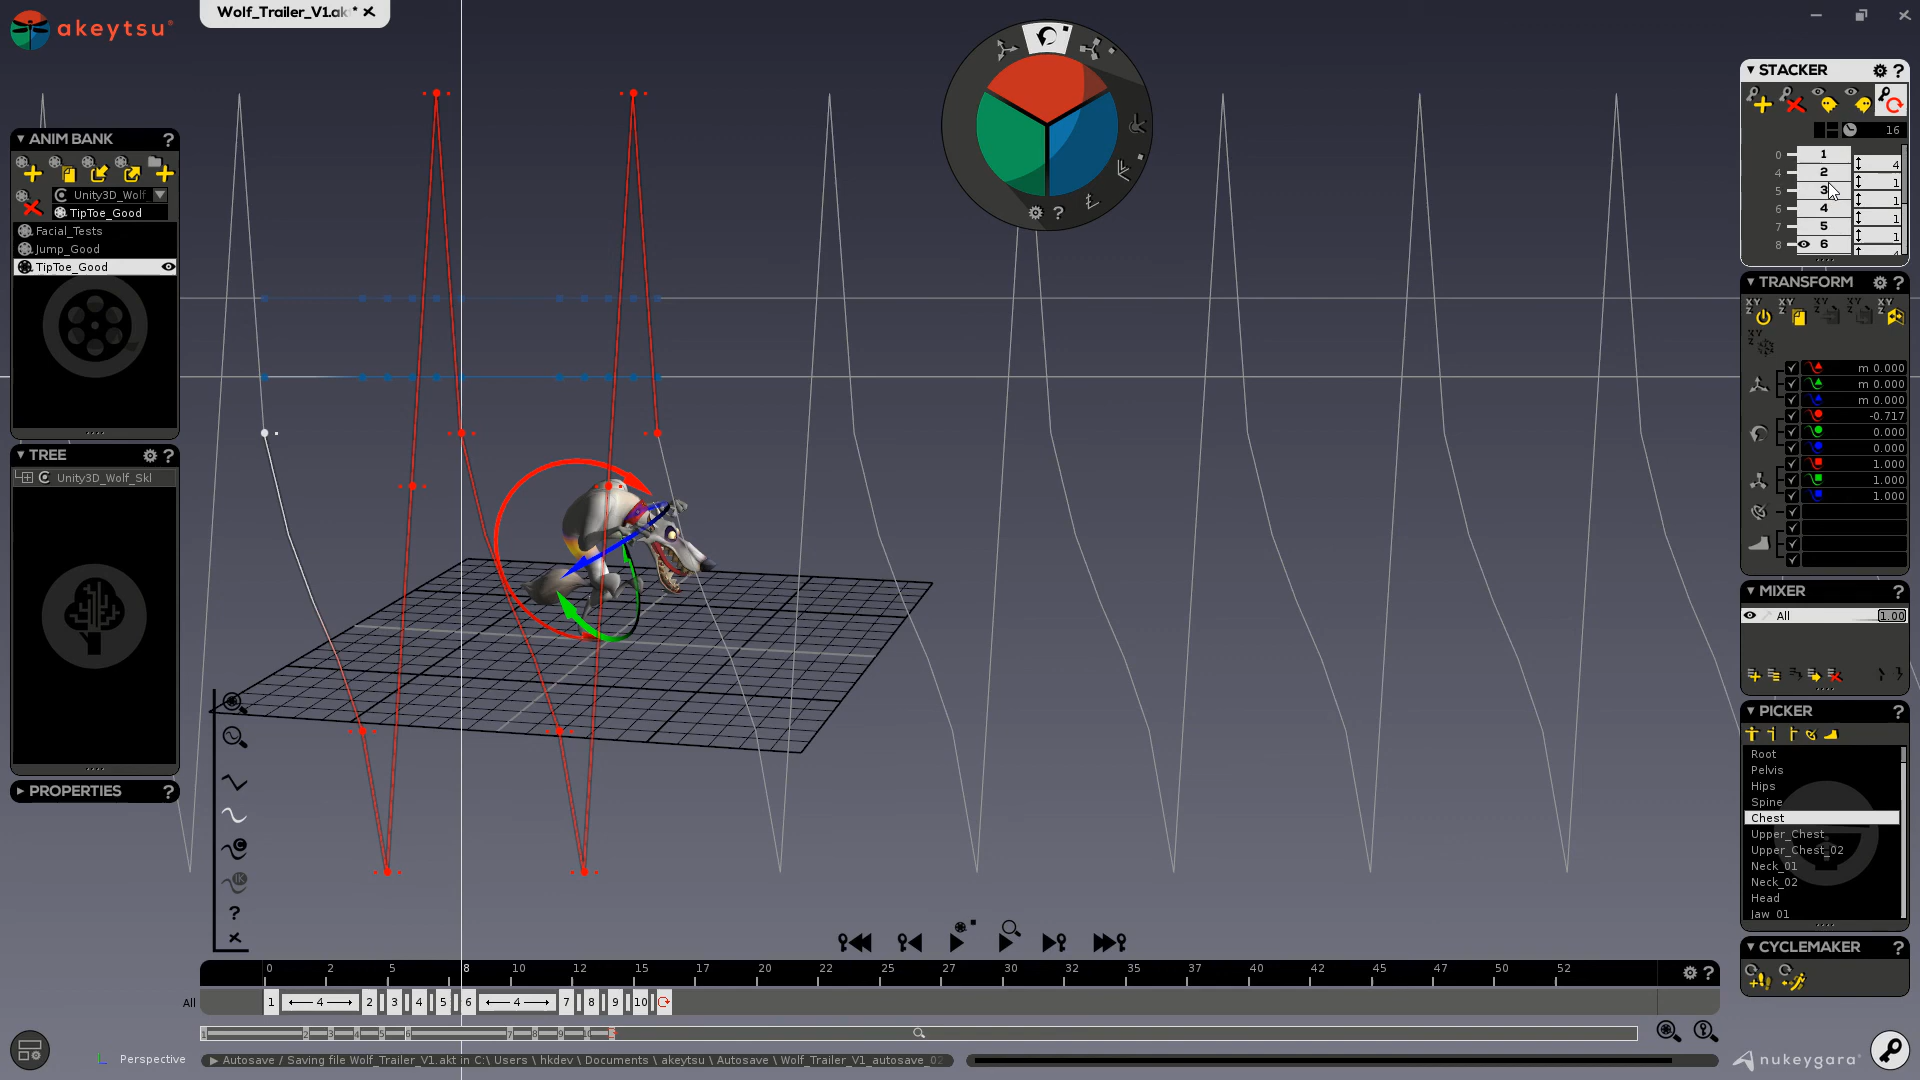 Wolf_Trailer_V1.ak * ✕
akeytsu®
STACKER ?
16
0 1 4
4 2 1
5 3 1
6 4 1
7 5 1
8 6
ANIM BANK ?
Unity3D_Wolf
TipToe_Good
Facial_Tests
Jump_Good
TipToe_Good
TREE ?
Unity3D_Wolf_Skl
PROPERTIES ?
?
TRANSFORM ?
m 0.000
m 0.000
m 0.000
-0.717
0.000
0.000
1.000
1.000
1.000
MIXER ?
All 1.00
PICKER ?
Root
Pelvis
Hips
Spine
Chest
Upper_Chest
Upper_Chest_02
Neck_01
Neck_02
Head
Jaw_01
CYCLEMAKER ?
C
IK
?
0 2 5 8 10 12 15 17 20 22 25 27 30 32 35 37 40 42 45 47 50 52 ?
All 1 4 2 3 4 5 6 4 7 8 9 10
Perspective
Autosave / Saving file Wolf_Trailer_V1.akt in C:\ Users \ hkdev \ Documents \ akeytsu \ Autosave \ Wolf_Trailer_V1_autosave_02
nukeygara®